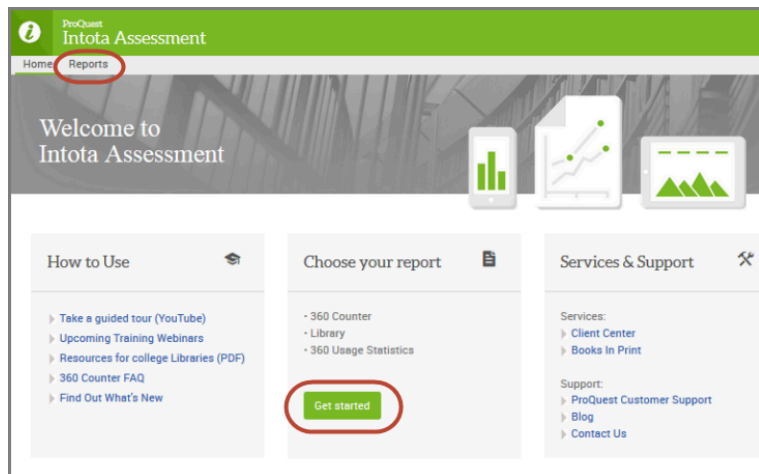 ProQuest
Intota Assessment
Home Reports
Welcome to
Intota Assessment
How to Use
Take a guided tour (YouTube)
Upcoming Training Webinars
Resources for college Libraries (PDF)
360 Counter FAQ
Find Out What's New
Choose your report
• 360 Counter
• Library
• 360 Usage Statistics
Get started
Services & Support
Services:
Client Center
Books In Print
Support:
ProQuest Customer Support
Blog
Contact Us